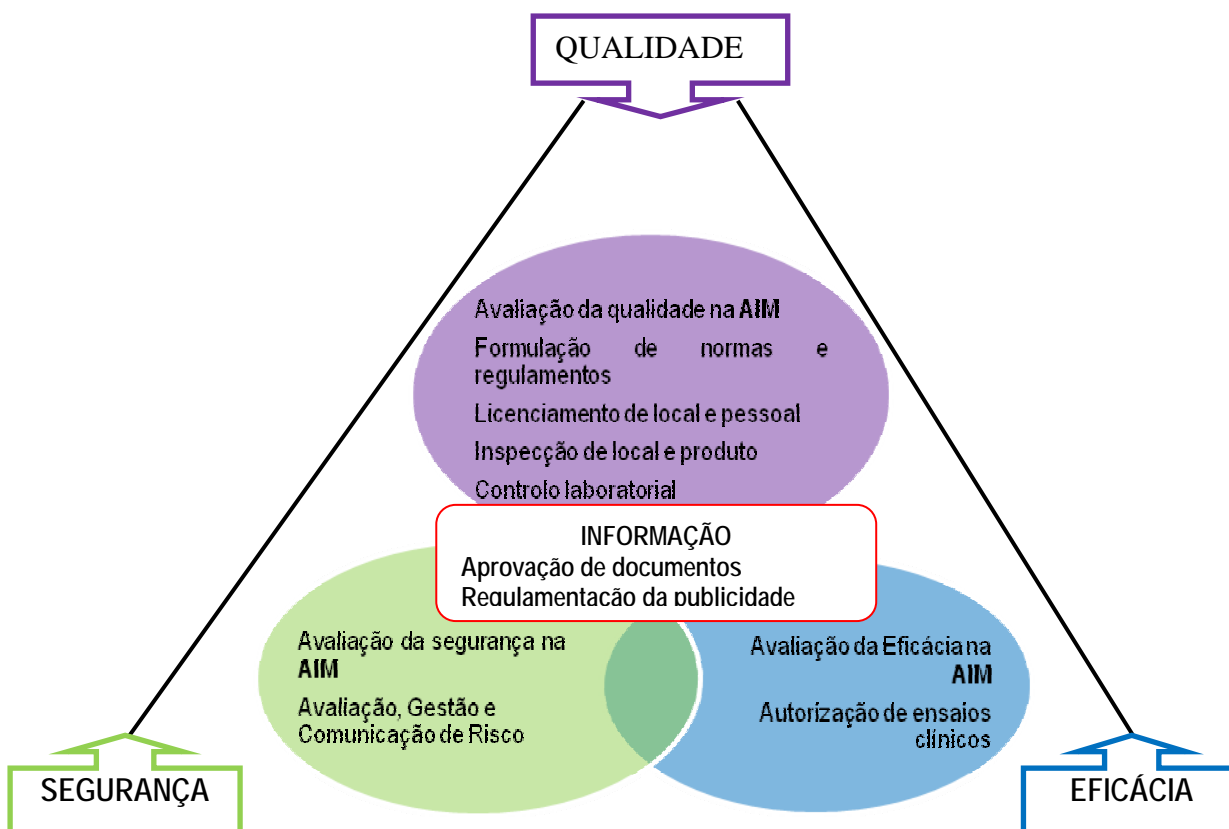 QUALIDADE
Avaliação da qualidade na AIM
Formulação de normas e
regulamentos
Licenciamento de local e pessoal
Inspecção de local e produto
Controlo laboratorial
INFORMAÇÃO
Aprovação de documentos
Regulamentação da publicidade
Avaliação da segurança na
AIM
Avaliação, Gestão e
Comunicação de Risco
Avaliação da Eficácia na
AIM
Autorização de ensaios
clínicos
SEGURANÇA
EFICÁCIA